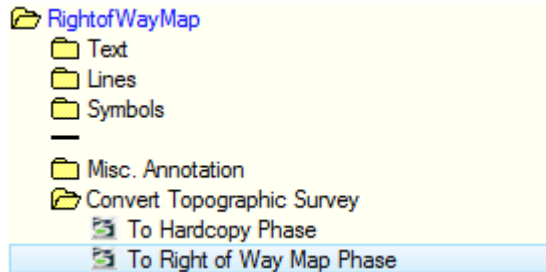 RightofWayMap
Text
Lines
Symbols
Misc. Annotation
Convert Topographic Survey
To Hardcopy Phase
To Right of Way Map Phase